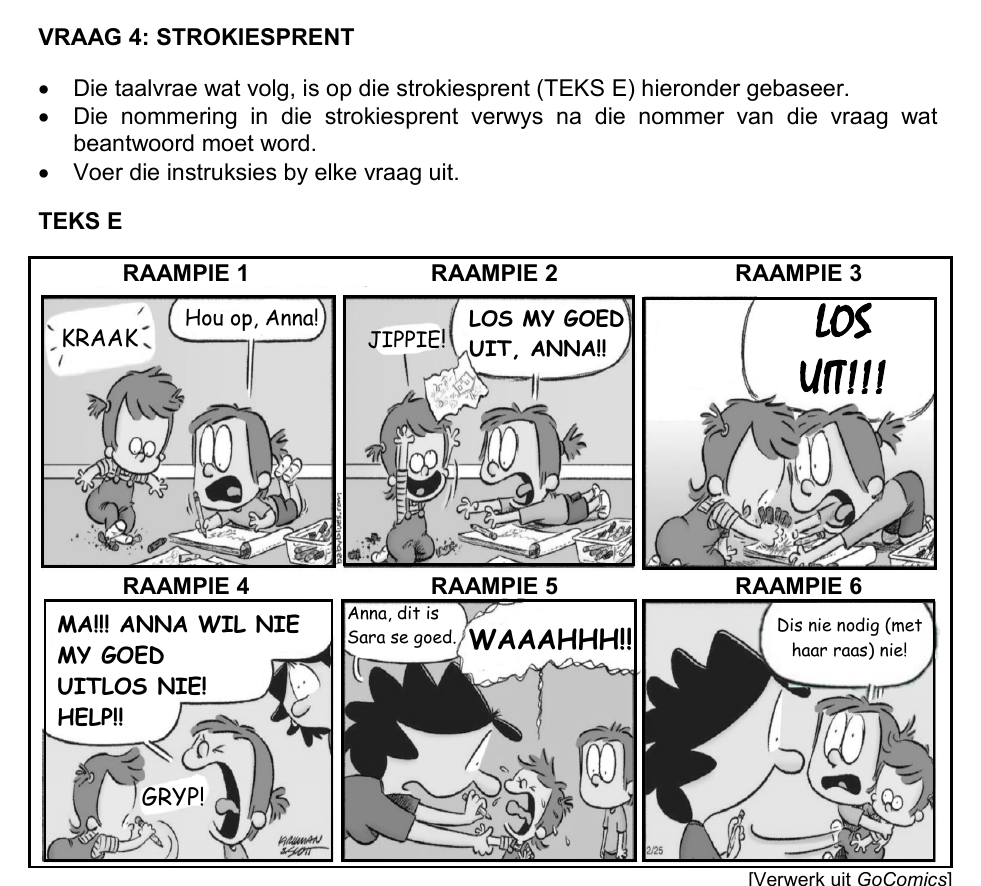 VRAAG 4: STROKIESPRENT
• Die taalvrae wat volg, is op die strokiesprent (TEKS E) hieronder gebaseer.
• Die nommering in die strokiesprent verwys na die nommer van die vraag wat
beantwoord moet word.
• Voer die instruksies by elke vraag uit.
TEKS E
RAAMPIE 1
KRAAK
Hou op, Anna!
RAAMPIE 2
JIPPIE!
LOS MY GOED
UIT, ANNA!!
RAAMPIE 3
LOS
UIT!!!
RAAMPIE 4
MA!!! ANNA WIL NIE
MY GOED
UITLOS NIE!
HELP!!
GRYP!
KIRKMAN
& SCOTT
RAAMPIE 5
Anna, dit is
Sara se goed.
WAAAHHH!!
RAAMPIE 6
Dis nie nodig (met
haar raas) nie!
2/25
[Verwerk uit GoComics]